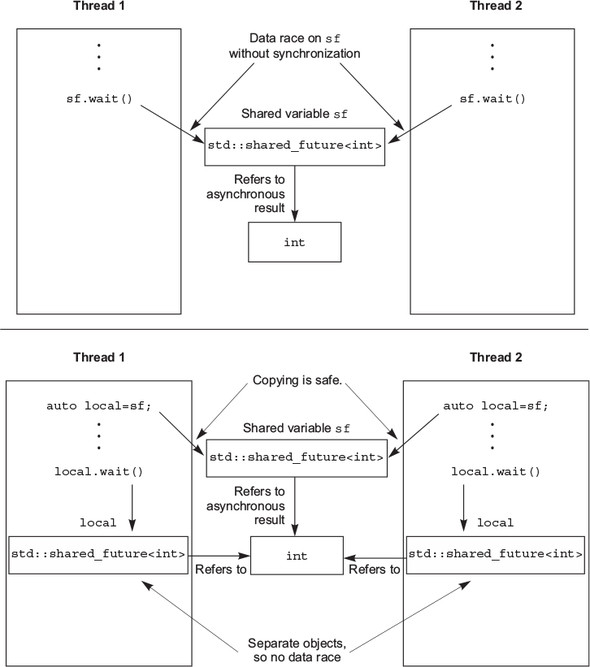 Thread 1
Thread 2
Data race on sf
without synchronization
sf.wait()
sf.wait()
Shared variable sf
std::shared_future<int>
Refers to
asynchronous
result
int
Thread 1
Thread 2
Copying is safe.
auto local=sf;
auto local=sf;
Shared variable sf
std::shared_future<int>
local.wait()
local.wait()
Refers to
asynchronous
result
local
local
std::shared_future<int>
int
std::shared_future<int>
Refers to
Refers to
Separate objects,
so no data race